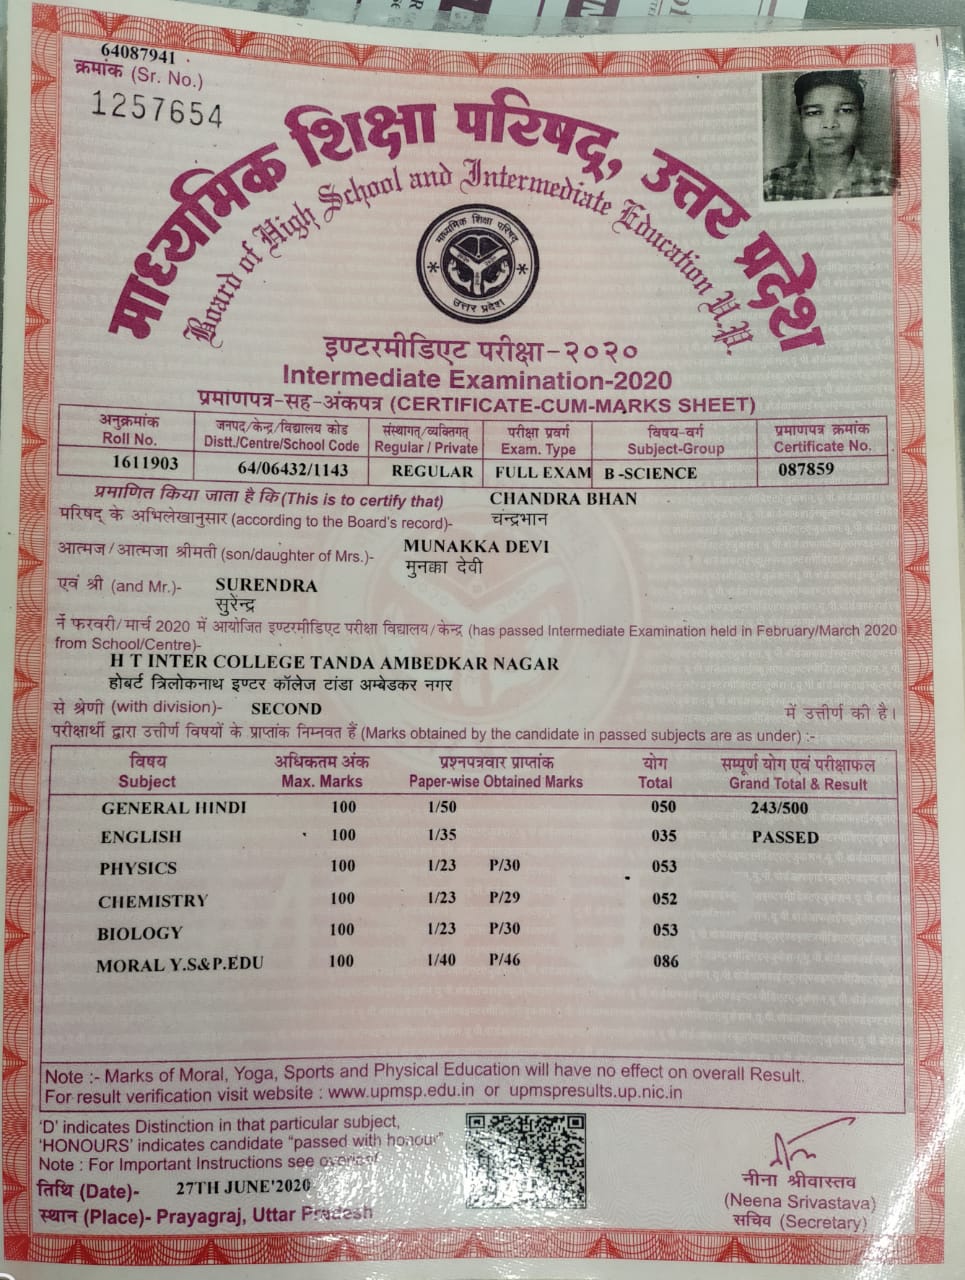 64087941
क्रमांक (Sr. No.)
1257654
माध्यमिक शिक्षा परिषद्, उत्तर प्रदेश
Board of High School and Intermediate Education U.P.
माध्यमिक शिक्षा परिषद्
उत्तर प्रदेश
इण्टरमीडिएट परीक्षा-२०२०
Intermediate Examination-2020
प्रमाणपत्र-सह-अंकपत्र (CERTIFICATE-CUM-MARKS SHEET)
अनुक्रमांक जनपद/केन्द्र/विद्यालय कोड संस्थागत/व्यक्तिगत परीक्षा प्रवर्ग विषय-वर्ग प्रमाणपत्र क्रमांक
Roll No. Distt./Centre/School Code Regular / Private Exam. Type Subject-Group Certificate No.
1611903 64/06432/1143 REGULAR FULL EXAM B -SCIENCE 087859
प्रमाणित किया जाता है कि (This is to certify that) CHANDRA BHAN
परिषद् के अभिलेखानुसार (according to the Board's record)- चन्द्रभान
आत्मज/आत्मजा श्रीमती (son/daughter of Mrs.)- MUNAKKA DEVI
मुनक्का देवी
एवं श्री (and Mr.)- SURENDRA
सुरेन्द्र
ने फरवरी/मार्च 2020 में आयोजित इण्टरमीडिएट परीक्षा विद्यालय/केन्द्र (has passed Intermediate Examination held in February/March 2020
from School/Centre)-
H T INTER COLLEGE TANDA AMBEDKAR NAGAR
होबर्ट त्रिलोकनाथ इण्टर कॉलेज टांडा अम्बेडकर नगर
से श्रेणी (with division)- SECOND में उत्तीर्ण की है।
परीक्षार्थी द्वारा उत्तीर्ण विषयों के प्राप्तांक निम्नवत हैं (Marks obtained by the candidate in passed subjects are as under) :-
विषय अधिकतम अंक प्रश्नपत्रवार प्राप्तांक योग सम्पूर्ण योग एवं परीक्षाफल
Subject Max. Marks Paper-wise Obtained Marks Total Grand Total & Result
GENERAL HINDI 100 1/50 050 243/500
ENGLISH 100 1/35 035 PASSED
PHYSICS 100 1/23 P/30 053
CHEMISTRY 100 1/23 P/29 052
BIOLOGY 100 1/23 P/30 053
MORAL Y.S&P.EDU 100 1/40 P/46 086
Note :- Marks of Moral, Yoga, Sports and Physical Education will have no effect on overall Result.
For result verification visit website : www.upmsp.edu.in or upmspresults.up.nic.in
'D' indicates Distinction in that particular subject,
'HONOURS' indicates candidate "passed with honour"
Note : For Important Instructions see overleaf
तिथि (Date)- 27TH JUNE'2020
स्थान (Place)- Prayagraj, Uttar Pradesh
नीना श्रीवास्तव
(Neena Srivastava)
सचिव (Secretary)